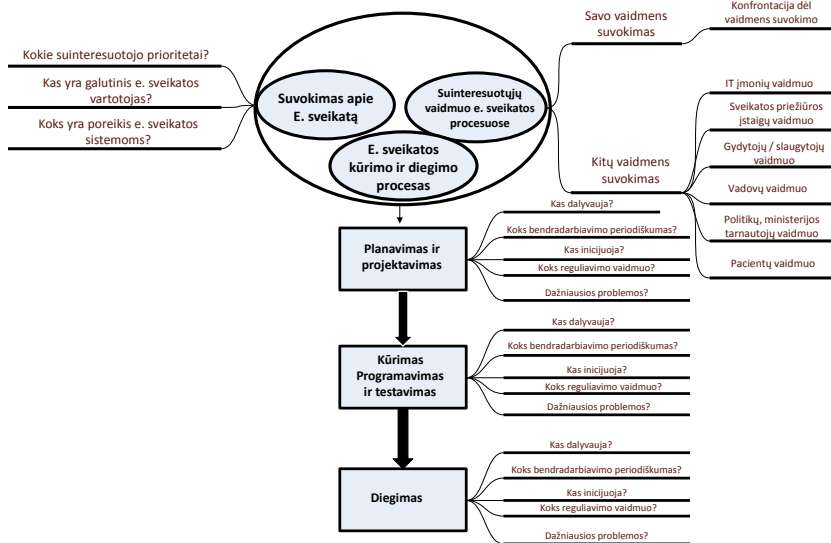 Kokie suinteresuotojo prioritetai?
Kas yra galutinis e. sveikatos
vartotojas?
Koks yra poreikis e. sveikatos
sistemoms?
Suvokimas apie
E. sveikatą
Suinteresuotųjų
vaidmuo e. sveikatos
procesuose
E. sveikatos
kūrimo ir diegimo
procesas
Savo vaidmens
suvokimas
Konfrontacija dėl
vaidmens suvokimo
Kitų vaidmens
suvokimas
IT įmonių vaidmuo
Sveikatos priežiūros
įstaigų vaidmuo
Gydytojų / slaugytojų
vaidmuo
Vadovų vaidmuo
Politikų, ministerijos
tarnautojų vaidmuo
Pacientų vaidmuo
Planavimas ir
projektavimas
Kas dalyvauja?
Koks bendradarbiavimo periodiškumas?
Kas inicijuoja?
Koks reguliavimo vaidmuo?
Dažniausios problemos?
Kūrimas
Programavimas
ir testavimas
Kas dalyvauja?
Koks bendradarbiavimo periodiškumas?
Kas inicijuoja?
Koks reguliavimo vaidmuo?
Dažniausios problemos?
Diegimas
Kas dalyvauja?
Koks bendradarbiavimo periodiškumas?
Kas inicijuoja?
Koks reguliavimo vaidmuo?
Dažniausios problemos?